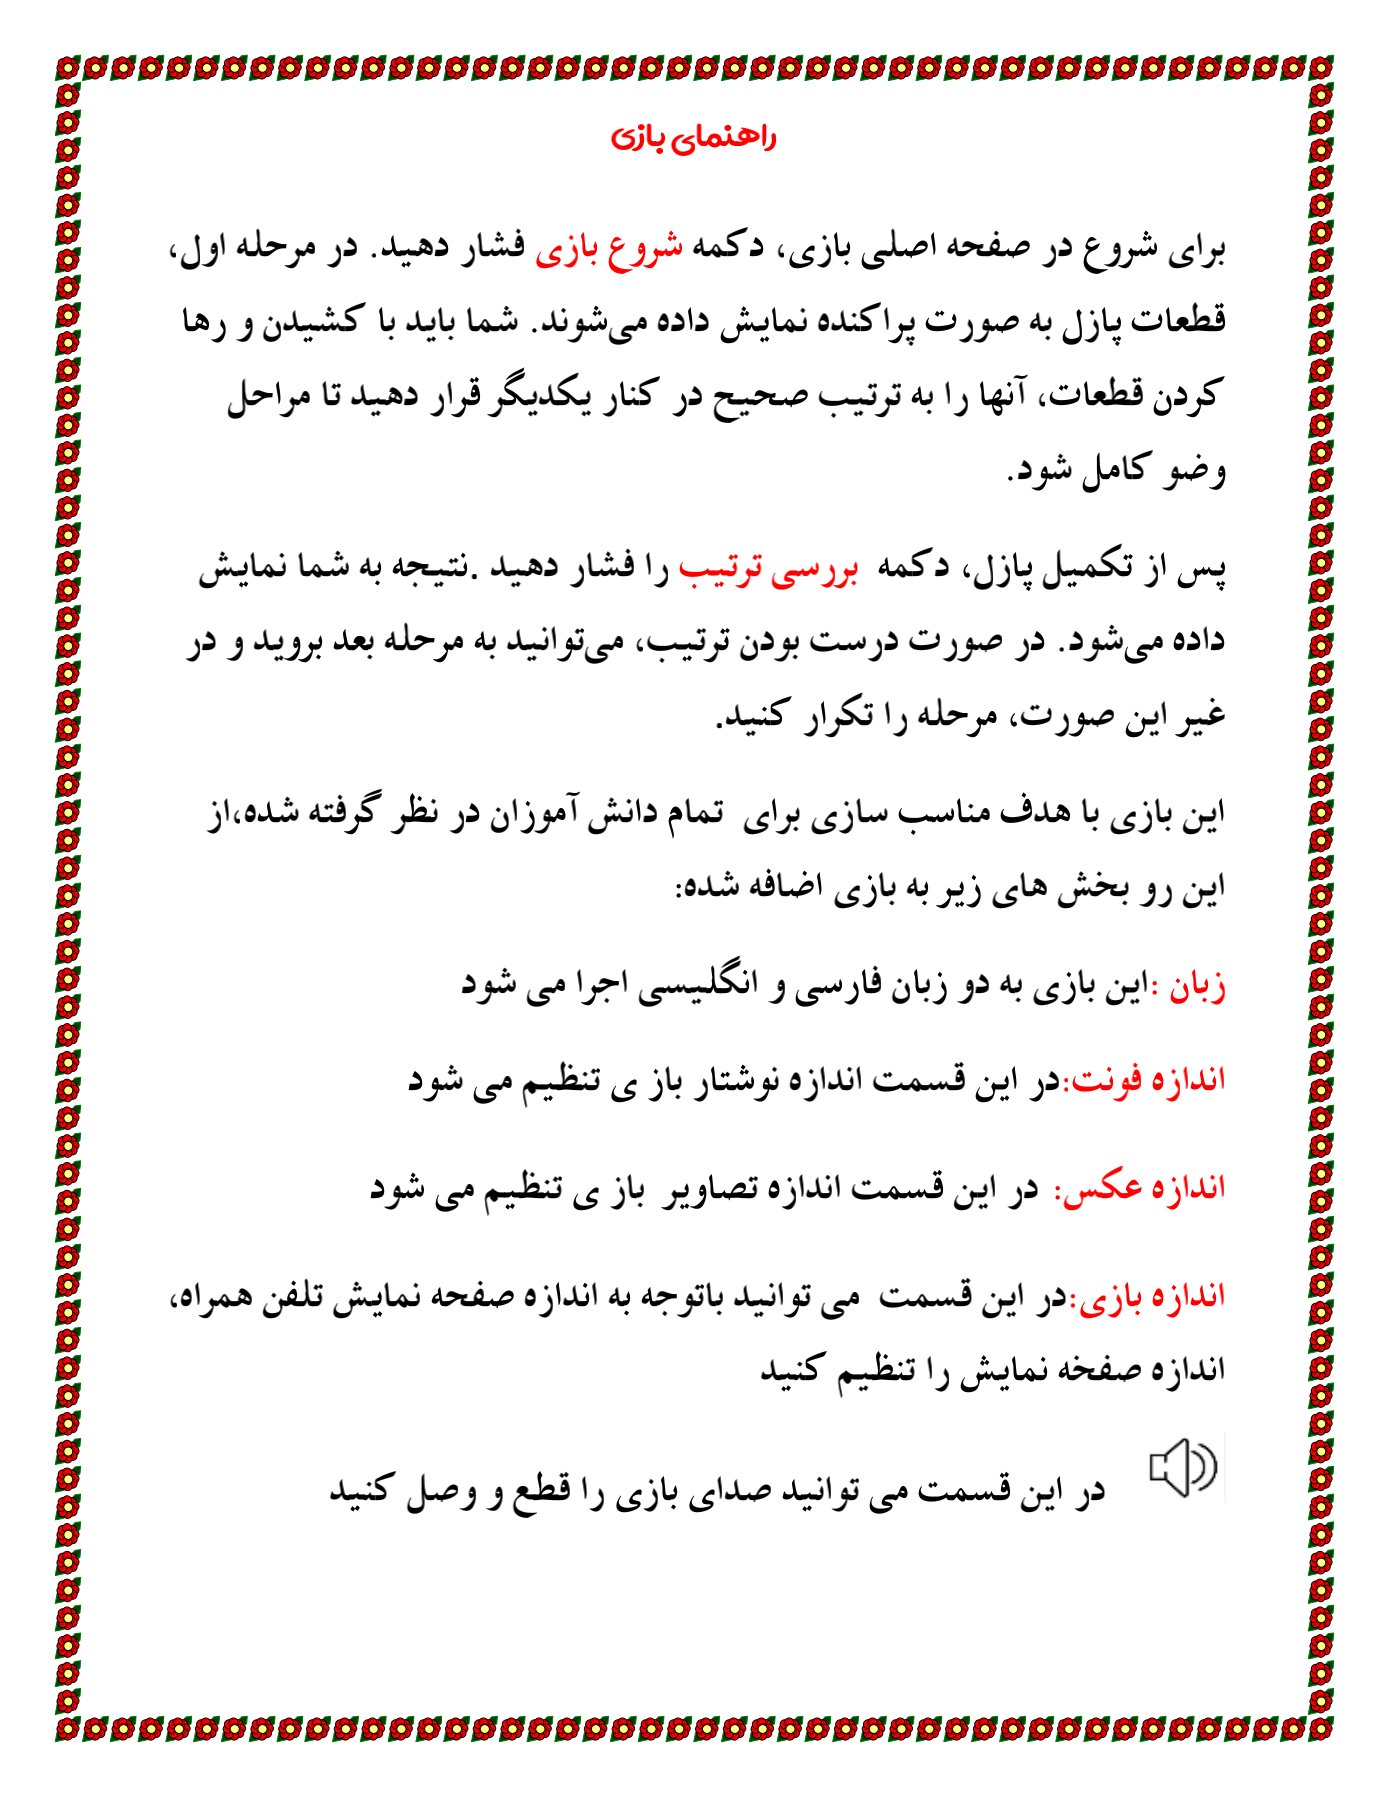 راهنمای بازی
برای شروع در صفحه اصلی بازی، دکمه شروع بازی فشار دهید. در مرحله اول،
قطعات پازل به صورت پراکنده نمایش داده می‌شوند. شما باید با کشیدن و رها
کردن قطعات، آنها را به ترتیب صحیح در کنار یکدیگر قرار دهید تا مراحل
وضو کامل شود.
پس از تکمیل پازل، دکمه بررسی ترتیب را فشار دهید .نتیجه به شما نمایش
داده می‌شود. در صورت درست بودن ترتیب، می‌توانید به مرحله بعد بروید و در
غیر این صورت، مرحله را تکرار کنید.
این بازی با هدف مناسب سازی برای تمام دانش آموزان در نظر گرفته شده،از
این رو بخش های زیر به بازی اضافه شده:
زبان :این بازی به دو زبان فارسی و انگلیسی اجرا می شود
اندازه فونت:در این قسمت اندازه نوشتار باز ی تنظیم می شود
اندازه عکس: در این قسمت اندازه تصاویر باز ی تنظیم می شود
اندازه بازی:در این قسمت می توانید باتوجه به اندازه صفحه نمایش تلفن همراه،
اندازه صفخه نمایش را تنظیم کنید
در این قسمت می توانید صدای بازی را قطع و وصل کنید